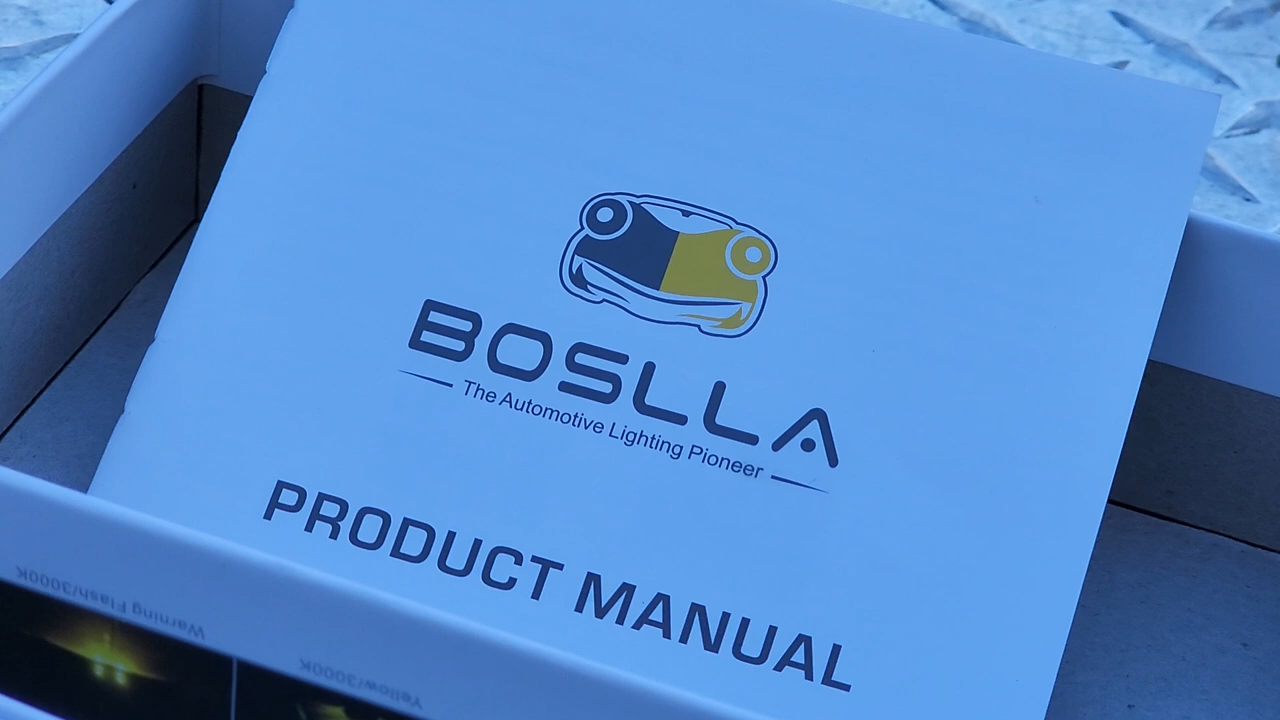 BOSLLA
The Automotive Lighting Pioneer
PRODUCT MANUAL
Warning Flash/3000K
Yellow/3000K